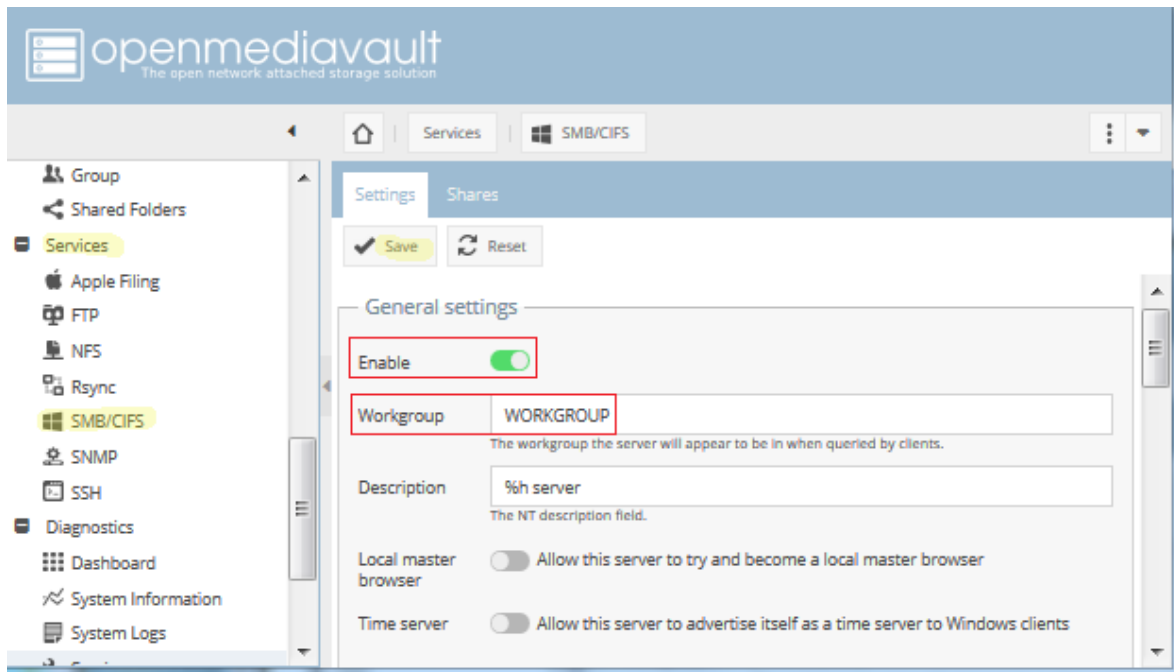 openmediavault
The open network attached storage solution
Services
SMB/CIFS
Group
Shared Folders
Services
Apple Filing
FTP
NFS
Rsync
SMB/CIFS
SNMP
SSH
Diagnostics
Dashboard
System Information
System Logs
Settings
Shares
Save
Reset
General settings
Enable
Workgroup
WORKGROUP
The workgroup the server will appear to be in when queried by clients.
Description
%h server
The NT description field.
Local master
browser
Allow this server to try and become a local master browser
Time server
Allow this server to advertise itself as a time server to Windows clients